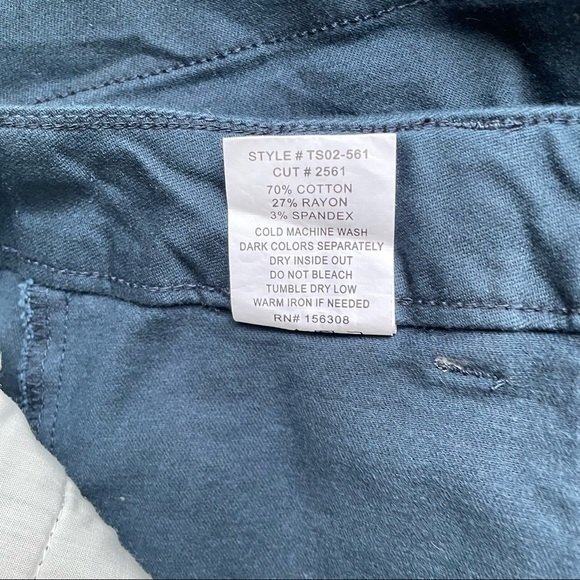 STYLE # TS02-561
CUT # 2561
70% COTTON
27% RAYON
3% SPANDEX
COLD MACHINE WASH
DARK COLORS SEPARATELY
DRY INSIDE OUT
DO NOT BLEACH
TUMBLE DRY LOW
WARM IRON IF NEEDED
RN# 156308